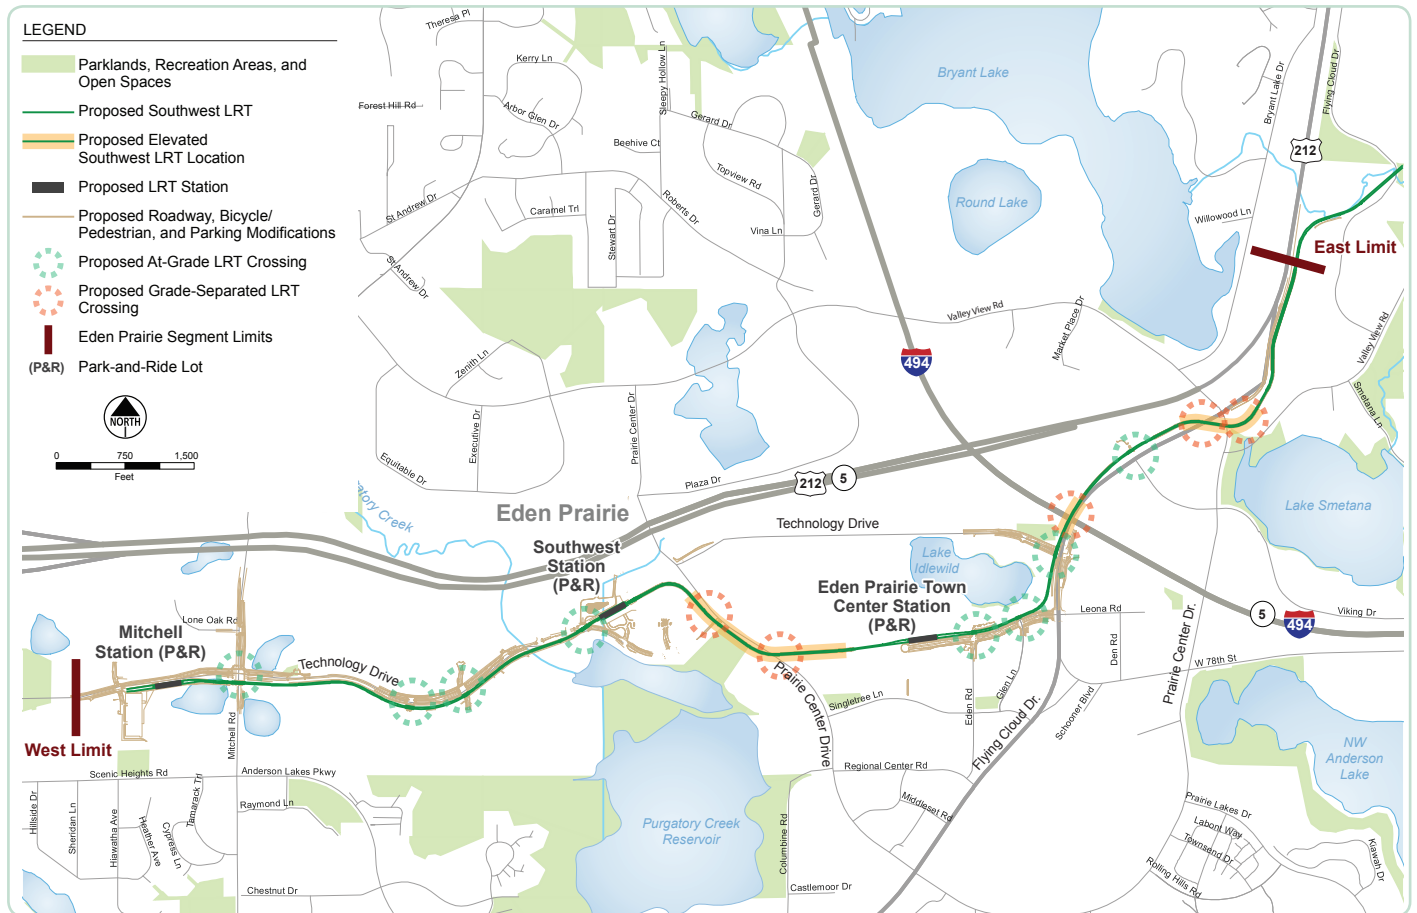 LEGEND
Parklands, Recreation Areas, and
Open Spaces
Proposed Southwest LRT
Proposed Elevated
Southwest LRT Location
Proposed LRT Station
Proposed Roadway, Bicycle/
Pedestrian, and Parking Modifications
Proposed At-Grade LRT Crossing
Proposed Grade-Separated LRT
Crossing
Eden Prairie Segment Limits
(P&R) Park-and-Ride Lot
NORTH
0 750 1,500
Feet
Theresa Pl
Kerry Ln
Forest Hill Rd
Arbor Glen Dr
Sleepy Hollow Ln
Gerard Dr
Beehive Ct
Topview Rd
Gerard Dr
St Andrew Dr
Caramel Trl
Stewart Dr
Roberts Dr
Vina Ln
St Andrew Dr
Bryant Lake
Round Lake
Bryant Lake Dr
Flying Cloud Dr
212
Willowood Ln
East Limit
Valley View Rd
Market Place Dr
Valley View Rd
Smetana Ln
494
Zenith Ln
Executive Dr
Prairie Center Dr
Equitable Dr
Plaza Dr
212
5
atory Creek
Eden Prairie
Technology Drive
Lake Smetana
Southwest
Station
(P&R)
Lake
Idlewild
Eden Prairie Town
Center Station
(P&R)
Leona Rd
Den Rd
Prairie Center Dr.
5
494
Viking Dr
W 78th St
Lone Oak Rd
Mitchell
Station (P&R)
Technology Drive
Mitchell Rd
West Limit
Prairie Center Drive
Singletree Ln
Eden Rd
Glen Ln
Flying Cloud Dr.
Schooner Blvd
NW
Anderson
Lake
Scenic Heights Rd
Anderson Lakes Pkwy
Regional Center Rd
Middleset Rd
Raymond Ln
Hillside Dr
Sheridan Ln
Hiawatha Ave
Heather Ave
Cypress Ln
Tamarack Trl
Purgatory Creek
Reservoir
Columbine Rd
Castlemoor Dr
Chestnut Dr
Prairie Lakes Dr
Labont Way
Townsend Dr
Rolling Hills Rd
Kiawah Dr